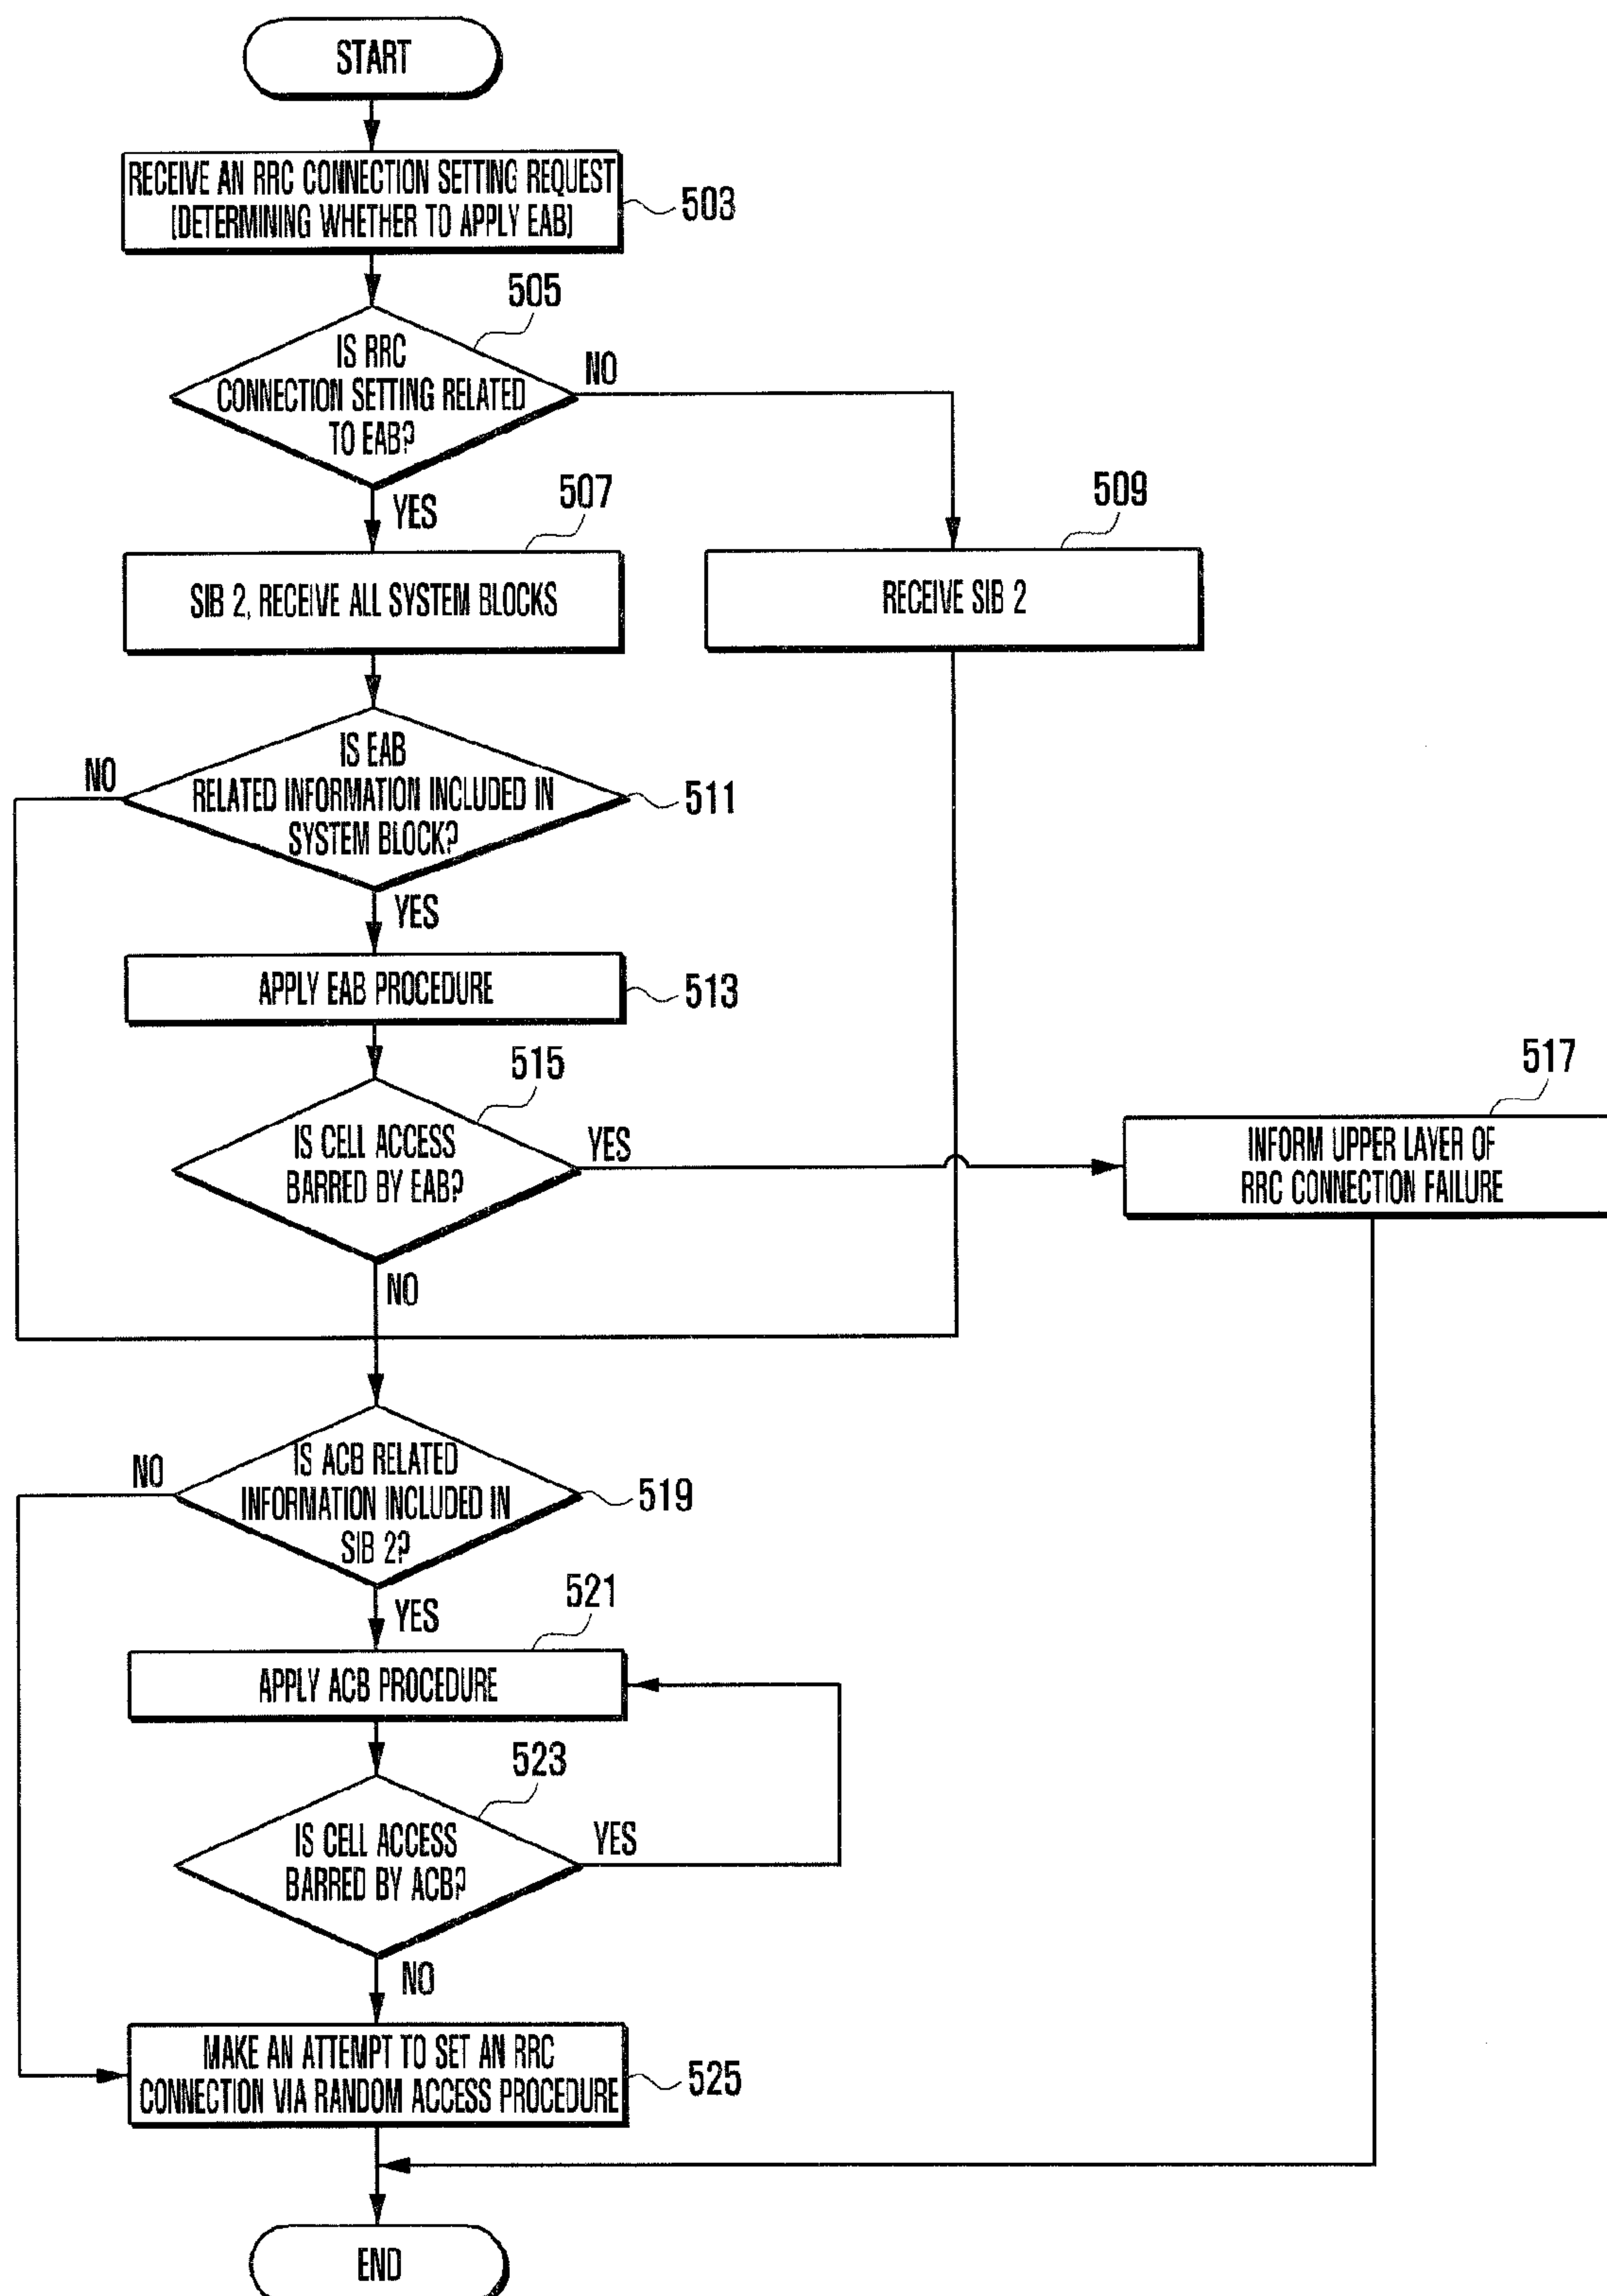 START
RECEIVE AN RRC CONNECTION SETTING REQUEST
(DETERMINING WHETHER TO APPLY EAB)
503
505
IS RRC
CONNECTION SETTING RELATED
TO EAB?
NO
YES
507
509
SIB 2, RECEIVE ALL SYSTEM BLOCKS
RECEIVE SIB 2
IS EAB
RELATED INFORMATION INCLUDED IN
SYSTEM BLOCK?
NO
511
YES
APPLY EAB PROCEDURE
513
515
517
IS CELL ACCESS
BARRED BY EAB?
YES
INFORM UPPER LAYER OF
RRC CONNECTION FAILURE
NO
IS ACB RELATED
INFORMATION INCLUDED IN
SIB 2?
NO
519
YES
521
APPLY ACB PROCEDURE
523
IS CELL ACCESS
BARRED BY ACB?
YES
NO
MAKE AN ATTEMPT TO SET AN RRC
CONNECTION VIA RANDOM ACCESS PROCEDURE
525
END